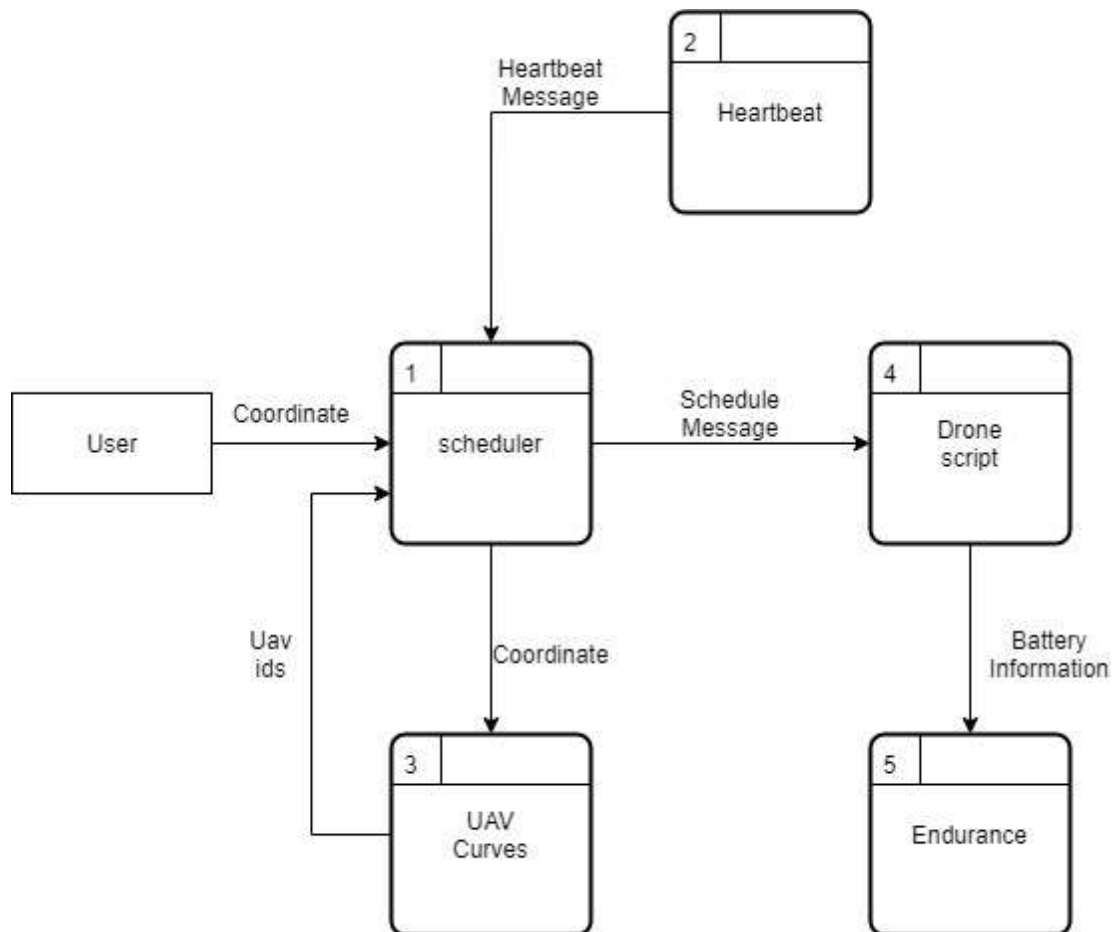 2
Heartbeat
Message
Heartbeat
1
4
Coordinate
Schedule
Message
User
scheduler
Drone
script
Uav
ids
Coordinate
Battery
Information
3
5
UAV
Curves
Endurance